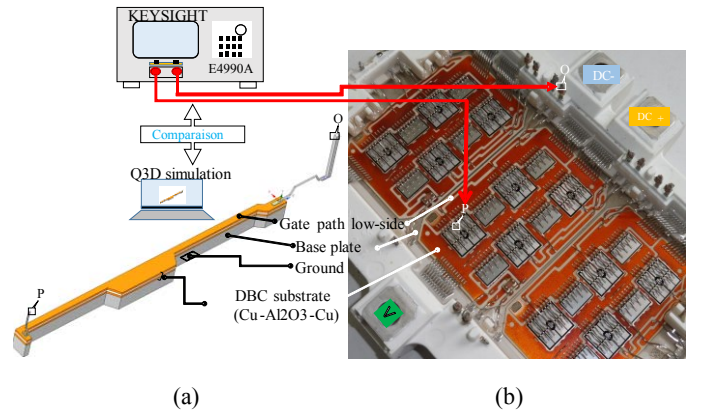 KEYSIGHT
E4990A
Comparaison
Q3D simulation
O
Gate path low-side
Base plate
Ground
P
DBC substrate
(Cu-Al2O3-Cu)
O
DC-
DC +
P
V
(a)
(b)